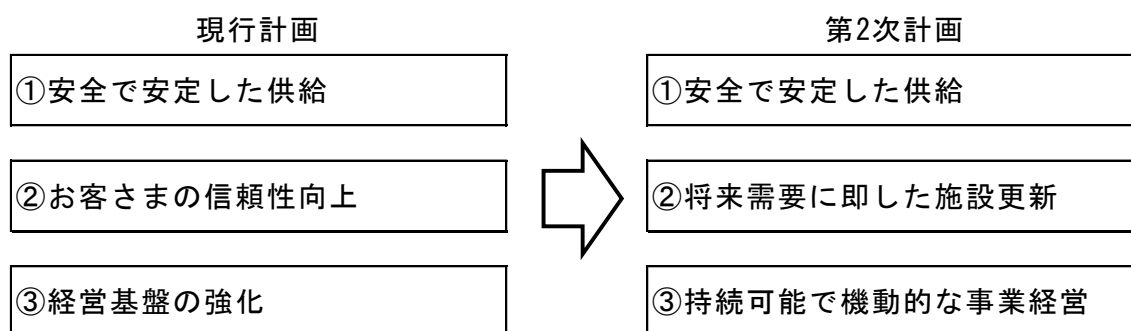 現行計画
①安全で安定した供給
②お客さまの信頼性向上
③経営基盤の強化
第2次計画
①安全で安定した供給
②将来需要に即した施設更新
③持続可能で機動的な事業経営